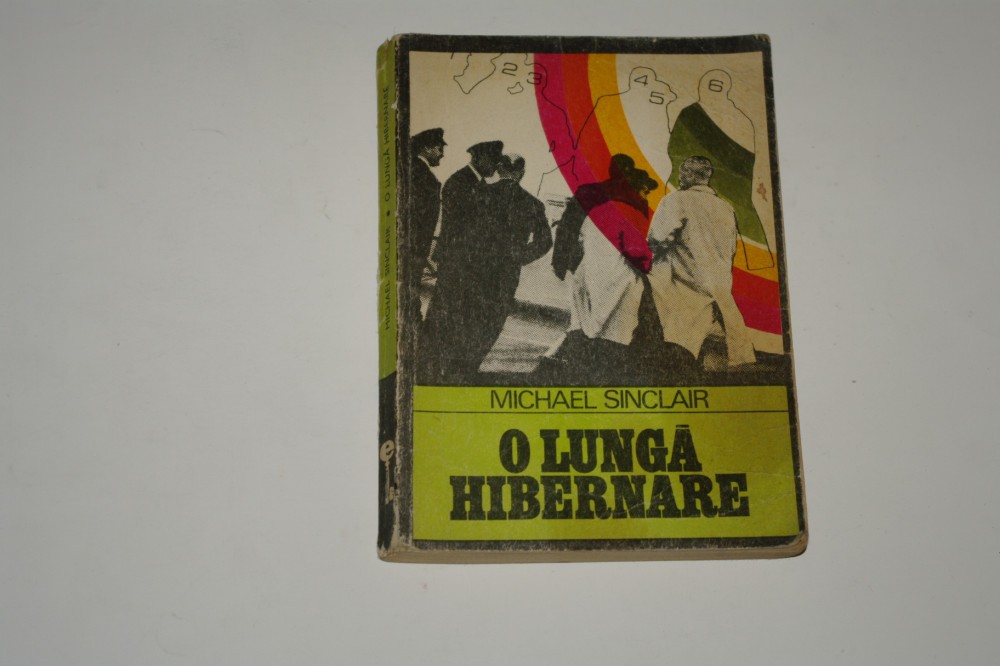 2 3 4 5 6
MICHAEL SINCLAIR
O LUNGĂ
HIBERNARE
MICHAEL SINCLAIR • O LUNGĂ HIBERNARE